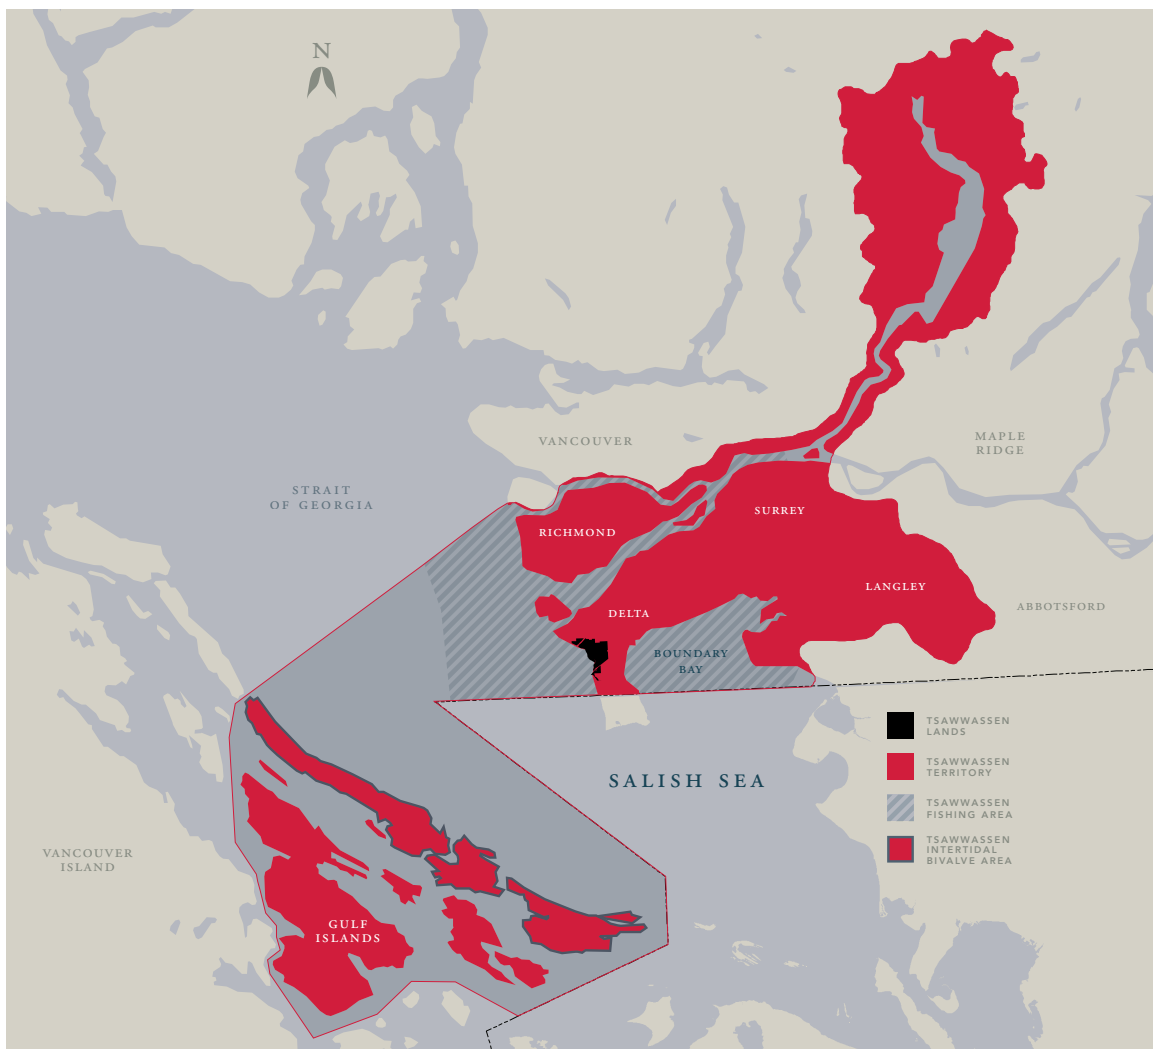 N
VANCOUVER
MAPLE
RIDGE
STRAIT
OF GEORGIA
SURREY
RICHMOND
LANGLEY
ABBOTSFORD
DELTA
BOUNDARY
BAY
TSAWWASSEN
LANDS
TSAWWASSEN
TERRITORY
SALISH SEA
TSAWWASSEN
FISHING AREA
TSAWWASSEN
INTERTIDAL
BIVALVE AREA
VANCOUVER
ISLAND
GULF
ISLANDS